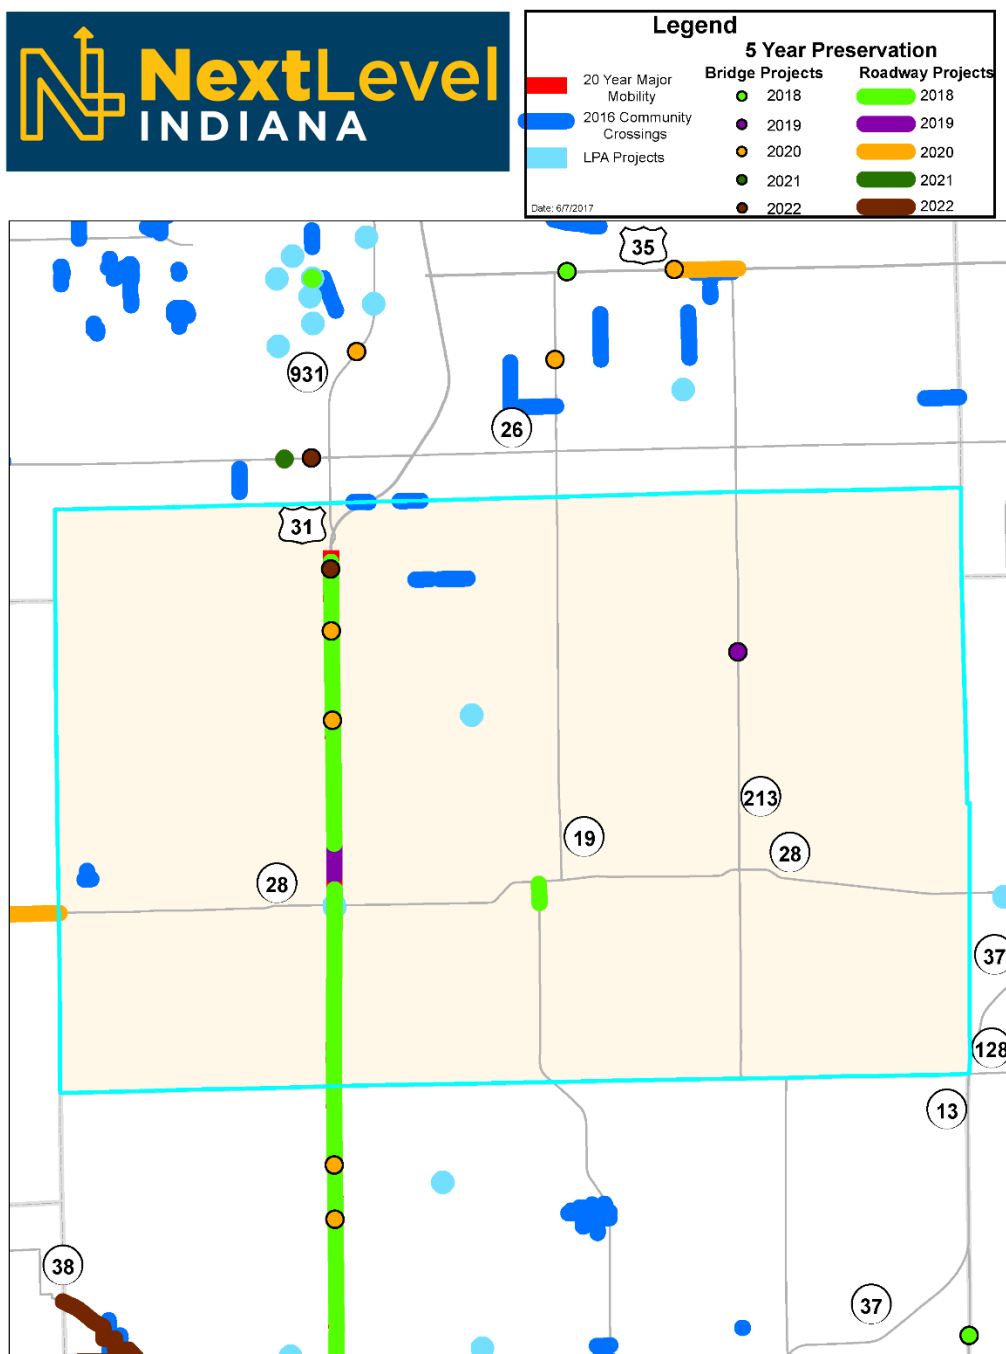 NextLevel
INDIANA
Legend
5 Year Preservation
Bridge Projects
Roadway Projects
20 Year Major
Mobility
2016 Community
Crossings
LPA Projects
2018
2019
2020
2021
2022
2018
2019
2020
2021
2022
Date: 6/7/2017
35
931
26
31
213
19
28
28
37
128
13
38
37